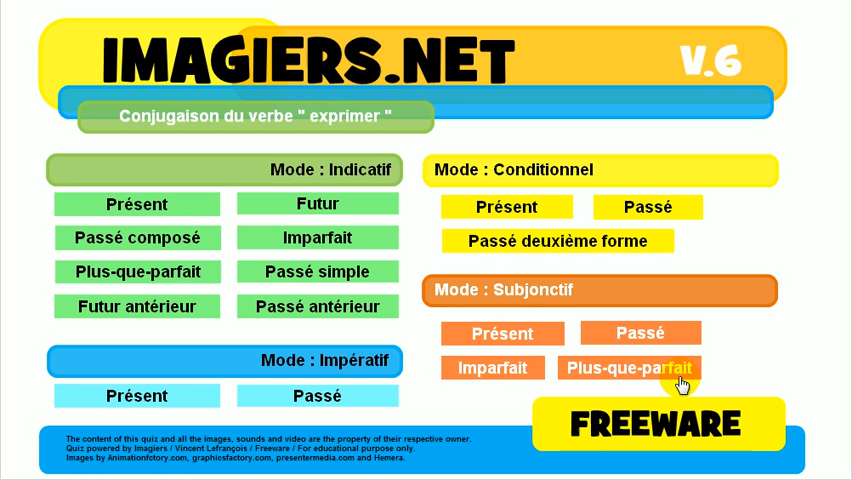 IMAGIERS.NET
V.6
Conjugaison du verbe " exprimer "
Mode : Indicatif
Présent
Futur
Passé composé
Imparfait
Plus-que-parfait
Passé simple
Futur antérieur
Passé antérieur
Mode : Impératif
Présent
Passé
Mode : Conditionnel
Présent
Passé
Passé deuxième forme
Mode : Subjonctif
Présent
Passé
Imparfait
Plus-que-parfait
FREEWARE
The content of this quiz and all the images, sounds and video are the property of their respective owner.
Quiz powered by Imagiers / Vincent Lefrançois / Freeware / For educational purpose only.
Images by Animationfctory.com, graphicsfactory.com, presentermedia.com and Hemera.